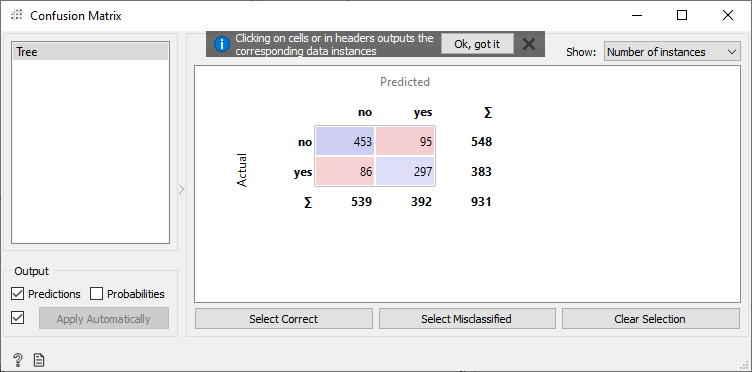 Confusion Matrix
Tree
Clicking on cells or in headers outputs the
corresponding data instances
Ok, got it
Show: Number of instances
Predicted
no yes Σ
Actual
no 453 95 548
yes 86 297 383
Σ 539 392 931
Output
Predictions Probabilities
Apply Automatically
Select Correct Select Misclassified Clear Selection